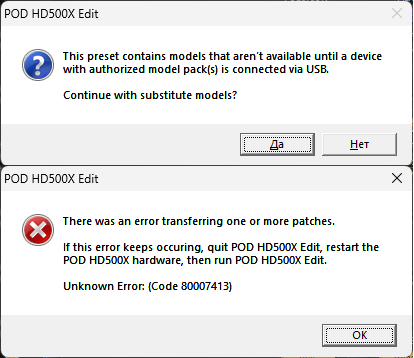 POD HD500X Edit
This preset contains models that aren't available until a device
with authorized model pack(s) is connected via USB.
Continue with substitute models?
Да
Нет
POD HD500X Edit
There was an error transferring one or more patches.
If this error keeps occuring, quit POD HD500X Edit, restart the
POD HD500X hardware, then run POD HD500X Edit.
Unknown Error: (Code 80007413)
OK